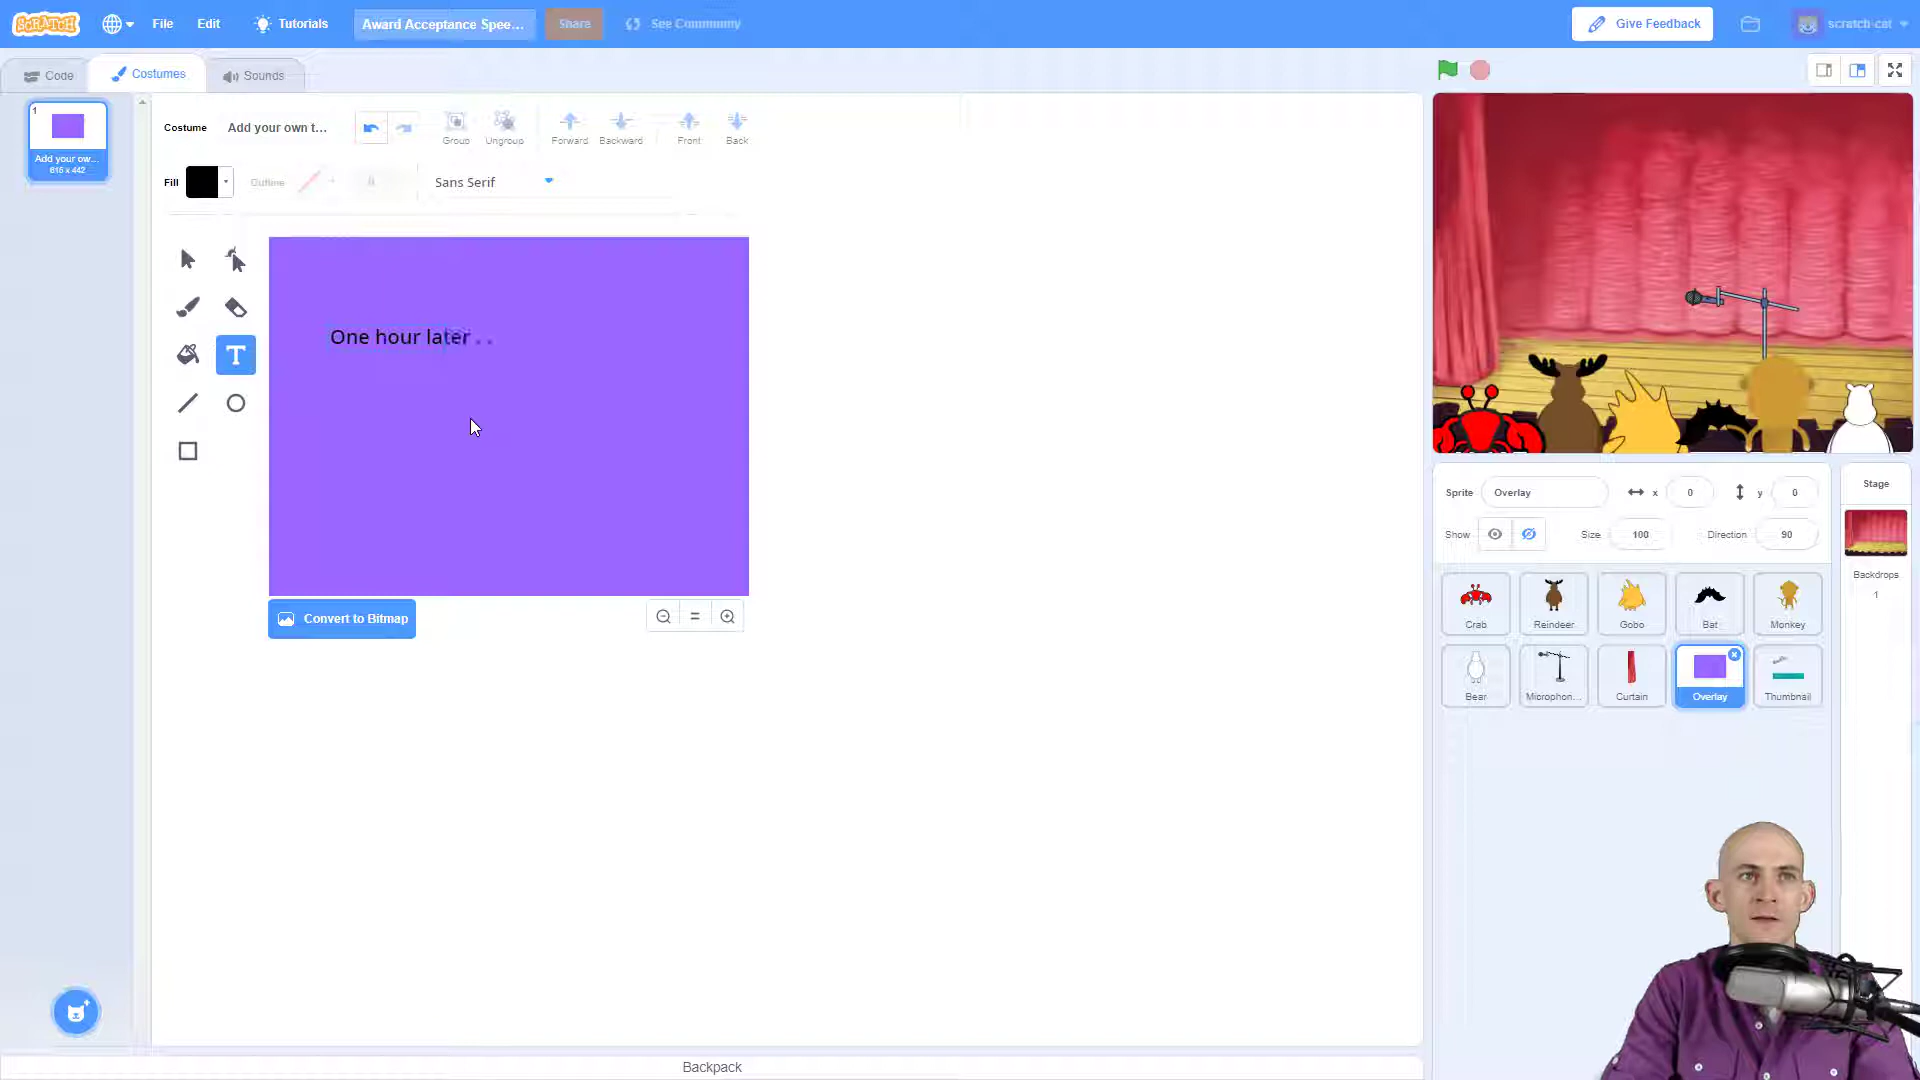 SCRATCH
File
Edit
Tutorials
Award Acceptance Spee...
Share
See Community
Give Feedback
scratch-cat
Code
Costumes
Sounds
1
Add your ow...
616 x 442
Costume
Add your own t...
Group
Ungroup
Forward
Backward
Front
Back
Fill
Outline
Sans Serif
T
One hour later . .
Convert to Bitmap
Sprite
Overlay
x
0
y
0
Show
Size
100
Direction
90
Stage
Backdrops
1
Crab
Reindeer
Gobo
Bat
Monkey
Bear
Microphon...
Curtain
Overlay
Thumbnail
Backpack